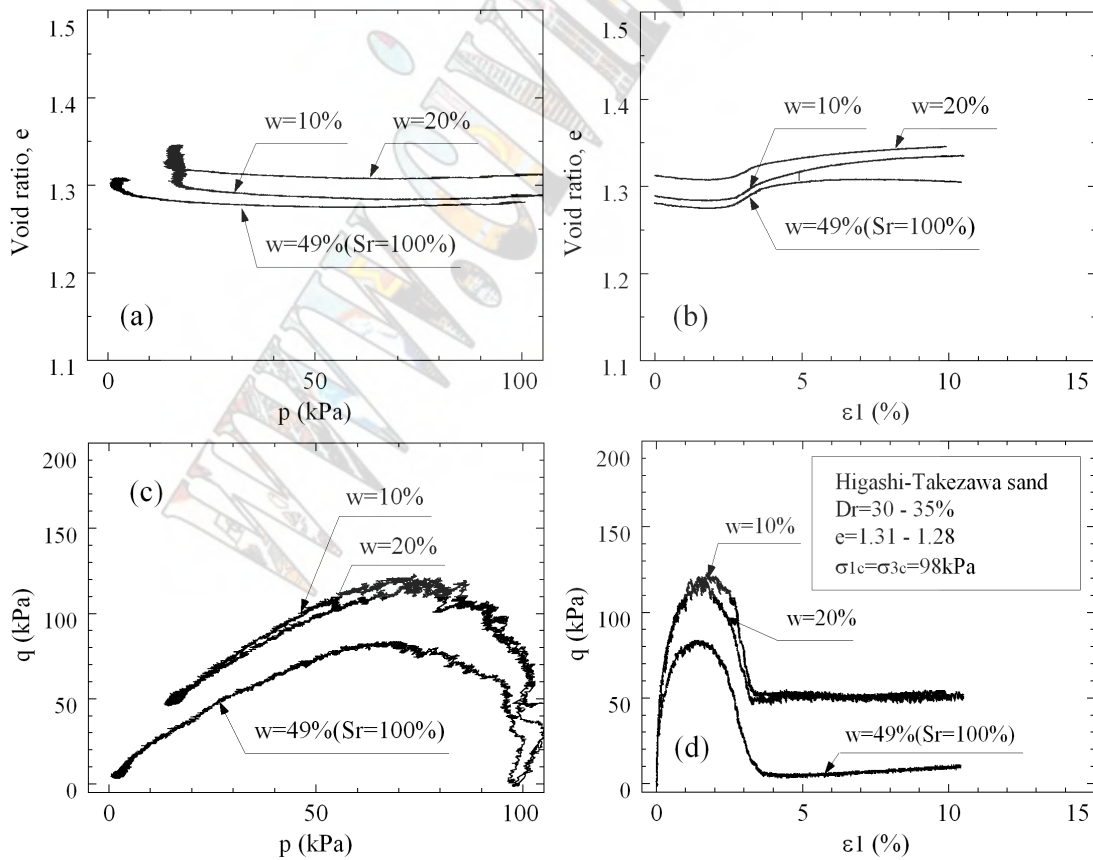 1.5
1.4
1.3
1.2
1.1
Void ratio, e
(a)
w=10%
w=20%
w=49%(Sr=100%)
0
50
100
p (kPa)
1.5
1.4
1.3
1.2
1.1
Void ratio, e
(b)
w=10%
w=20%
w=49%(Sr=100%)
0
5
10
15
ε1 (%)
200
150
100
50
0
q (kPa)
(c)
w=10%
w=20%
w=49%(Sr=100%)
0
50
100
p (kPa)
200
150
100
50
0
q (kPa)
(d)
w=10%
w=20%
w=49%(Sr=100%)
Higashi-Takezawa sand
Dr=30 - 35%
e=1.31 - 1.28
σ1c=σ3c=98kPa
0
5
10
15
ε1 (%)